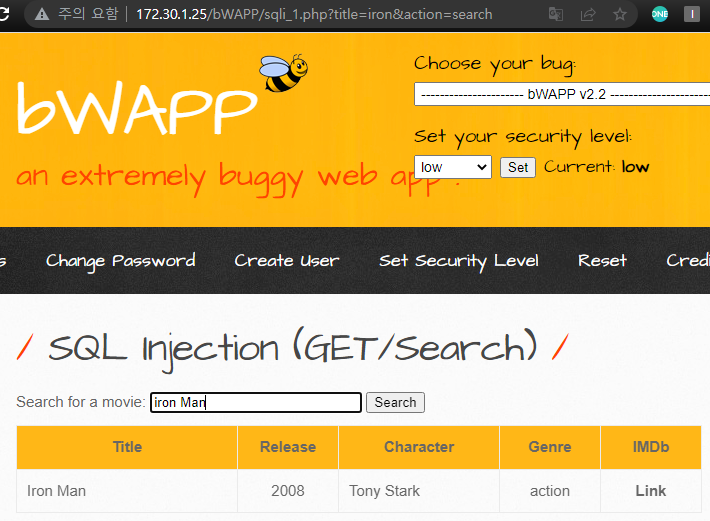 주의 요함 | 172.30.1.25/bWAPP/sqli_1.php?title=iron&action=search
ONE
I
bWAPP
an extremely buggy web app !
Choose your bug:
---------------------- bWAPP v2.2 ----------------------
Set your security level:
low Set Current: low
s Change Password Create User Set Security Level Reset Credi
/ SQL Injection (GET/Search) /
Search for a movie: iron Man Search
Title Release Character Genre IMDb
Iron Man 2008 Tony Stark action Link